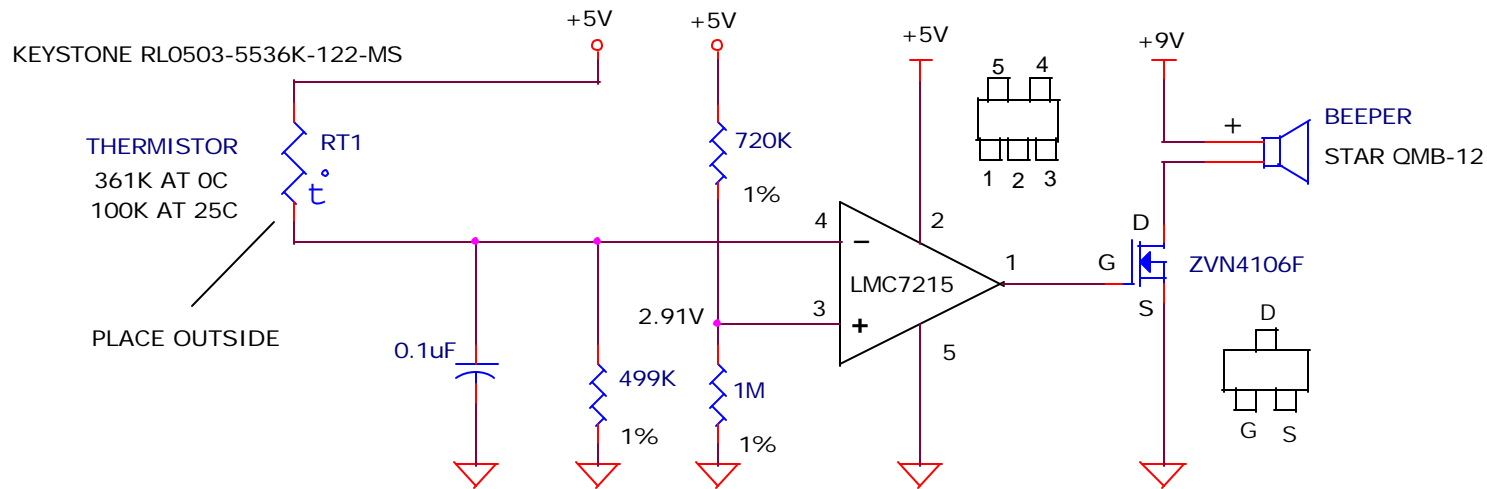 +5V
+5V
+5V
+9V
KEYSTONE RL0503-5536K-122-MS
5 4
+
BEEPER
STAR QMB-12
THERMISTOR
361K AT 0C
100K AT 25C
RT1
t°
720K
1%
1 2 3
4
−
2
D
G
ZVN4106F
S
LMC7215
1
PLACE OUTSIDE
2.91V
3
+
5
D
0.1uF
499K
1%
1M
1%
G S